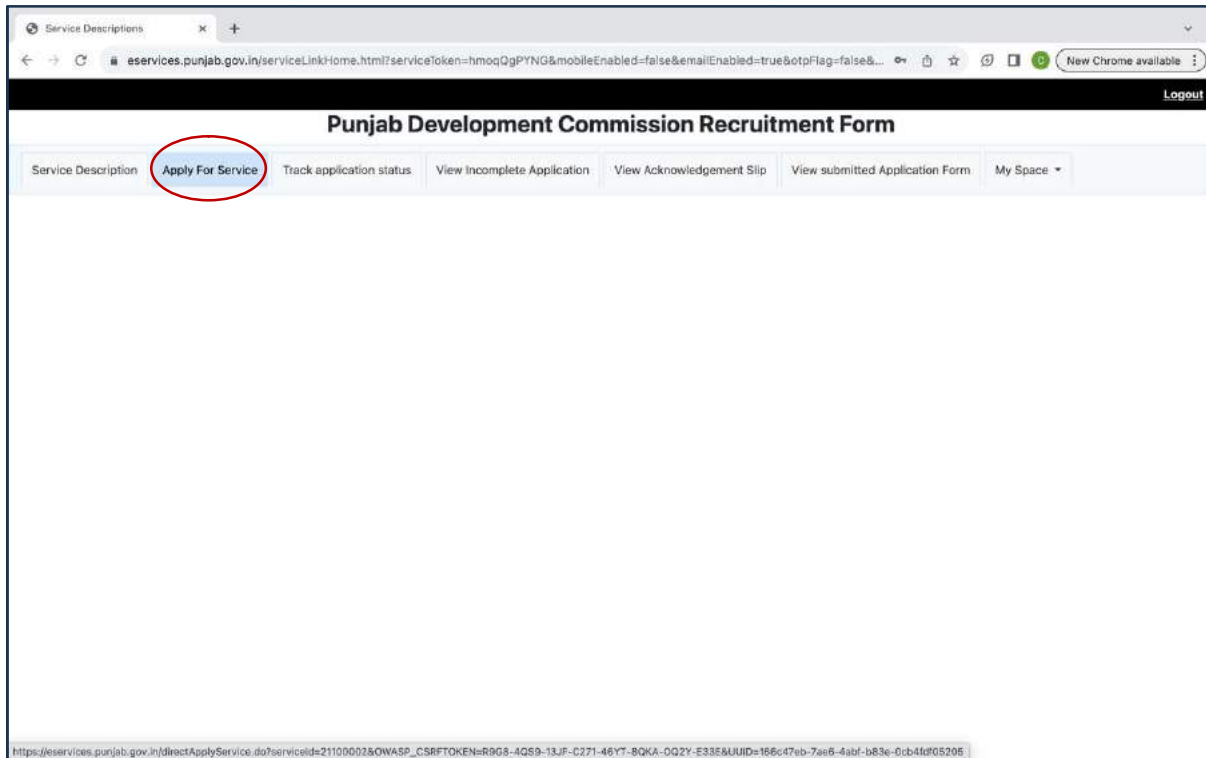 Service Descriptions
eservices.punjab.gov.in/serviceLinkHome.html?serviceToken=hmoqQgPYNG&mobileEnabled=false&emailEnabled=true&otpFlag=false&... New Chrome available
Logout
Punjab Development Commission Recruitment Form
Service Description Apply For Service Track application status View Incomplete Application View Acknowledgement Slip View submitted Application Form My Space
https://eservices.punjab.gov.in/directApplyService.do?serviceId=21100002&OWASP_CSRFTOKEN=R9G8-4QS9-13JF-C271-46YT-8QKA-0Q2Y-E33E&UUID=166c47eb-7ae6-4abf-b83e-0cb4fdf05205